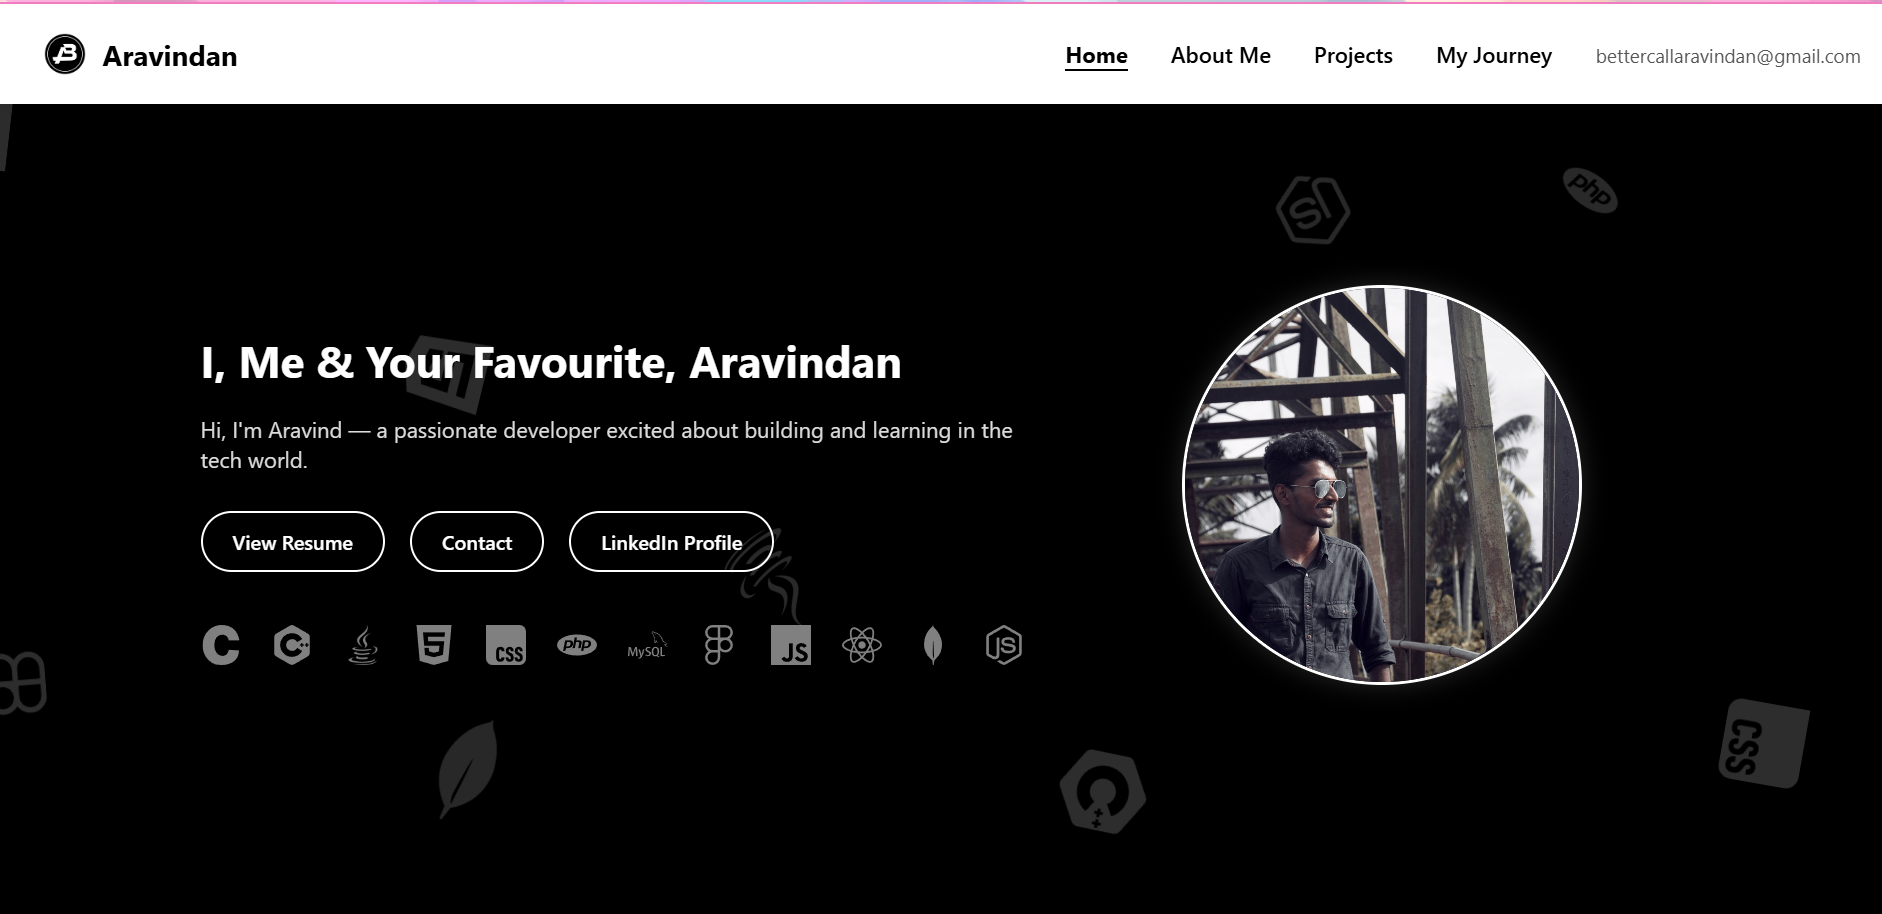 Aravindan
Home About Me Projects My Journey bettercallaravindan@gmail.com
php
I, Me & Your Favourite, Aravindan
Hi, I'm Aravind — a passionate developer excited about building and learning in the
tech world.
View Resume Contact LinkedIn Profile
C C++ 5 CSS php MySQL JS JS
CSS